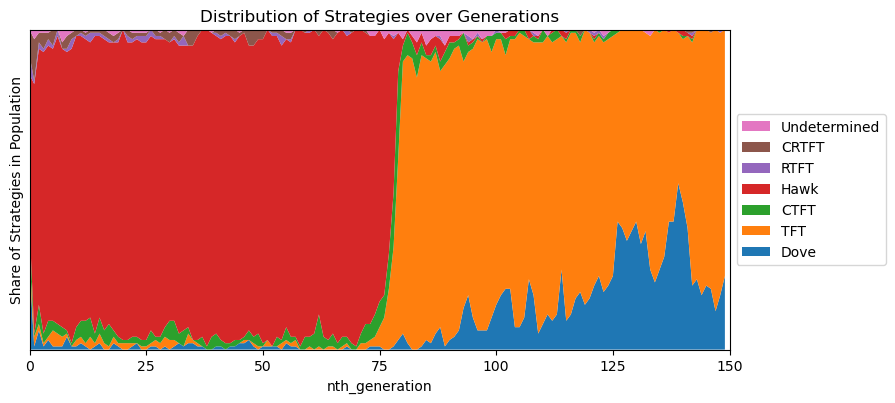 Distribution of Strategies over Generations
Share of Strategies in Population
Undetermined
CRTFT
RTFT
Hawk
CTFT
TFT
Dove
0 25 50 75 100 125 150
nth_generation